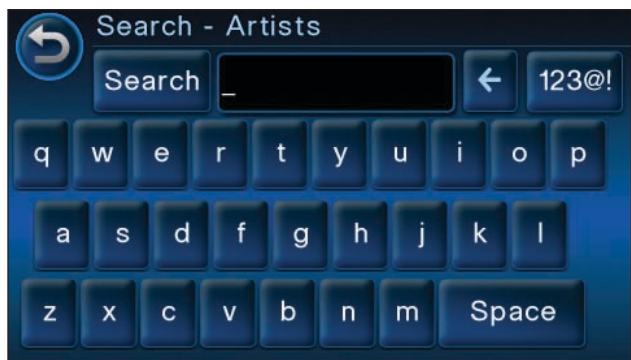 Search - Artists
Search _ ← 123@!
q w e r t y u i o p
a s d f g h j k l
z x c v b n m Space